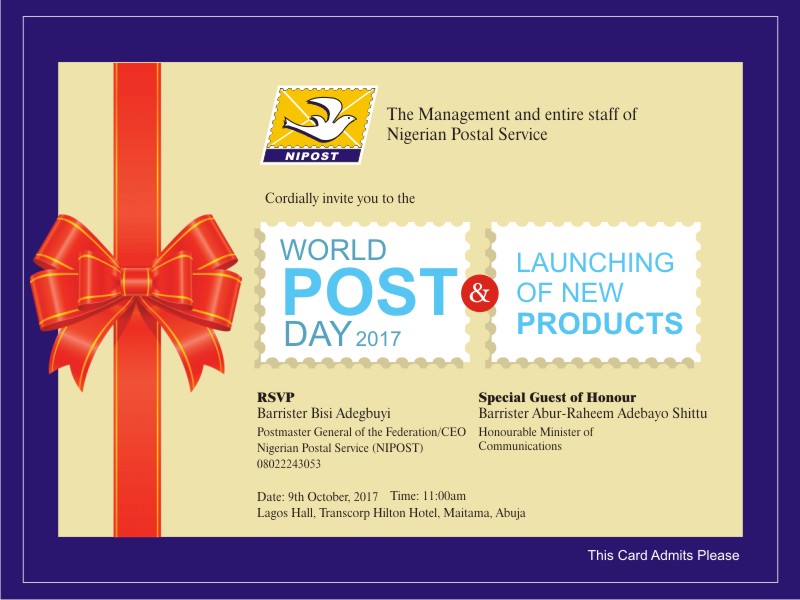 The Management and entire staff of
Nigerian Postal Service
NIPOST
Cordially invite you to the
WORLD
POST
DAY 2017
&
LAUNCHING
OF NEW
PRODUCTS
RSVP
Barrister Bisi Adegbuyi
Postmaster General of the Federation/CEO
Nigerian Postal Service (NIPOST)
08022243053
Special Guest of Honour
Barrister Abur-Raheem Adebayo Shittu
Honourable Minister of
Communications
Date: 9th October, 2017 Time: 11:00am
Lagos Hall, Transcorp Hilton Hotel, Maitama, Abuja
This Card Admits Please